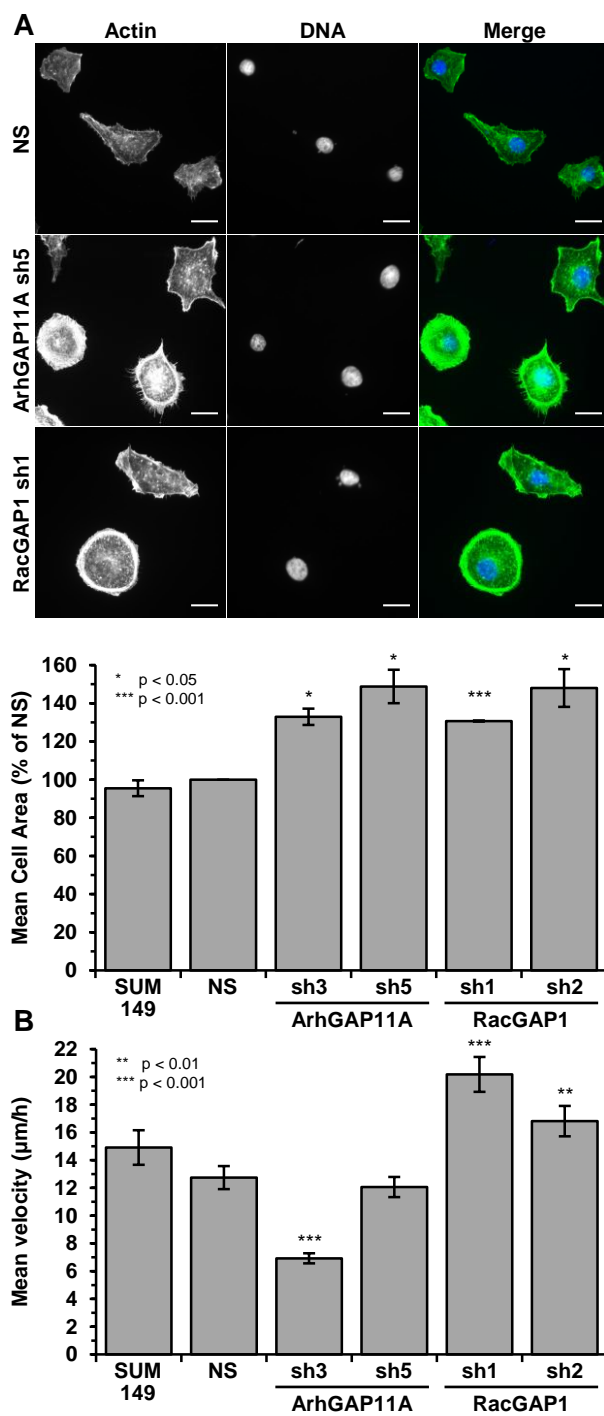 A
Actin DNA Merge
NS
ArhGAP11A sh5
RacGAP1 sh1
Mean Cell Area (% of NS)
160
140
120
100
80
60
40
20
0
* p < 0.05
*** p < 0.001
* * *** *
SUM NS sh3 sh5 sh1 sh2
149
ArhGAP11A RacGAP1
B
Mean velocity (µm/h)
22
20
18
16
14
12
10
8
6
4
2
0
** p < 0.01
*** p < 0.001
***
**
***
SUM NS sh3 sh5 sh1 sh2
149
ArhGAP11A RacGAP1